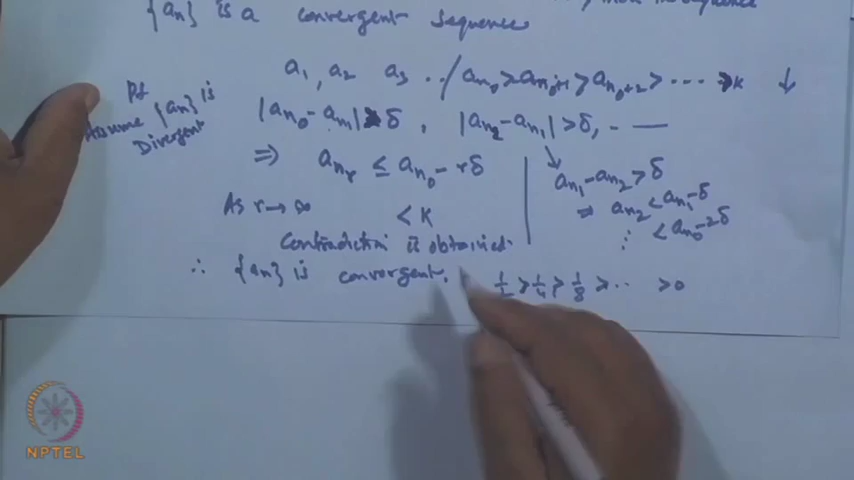 {an} is a convergent sequence
a1, a2 a3 .. / an0 > an0+1 > an0+2 > ..... > K ↓
Pf
Assume {an} is
Divergent
|an0 - an1| > δ, |an2 - an1| > δ, - —
⇒ anr ≤ an0 - rδ
an1 - an2 > δ
⇒ an2 < an1 - δ
< an0 - 2δ
As r → ∞ < K
Contradiction is obtained.
∴ {an} is convergent.
1/2 > 1/4 > 1/8 > .. > 0
NPTEL